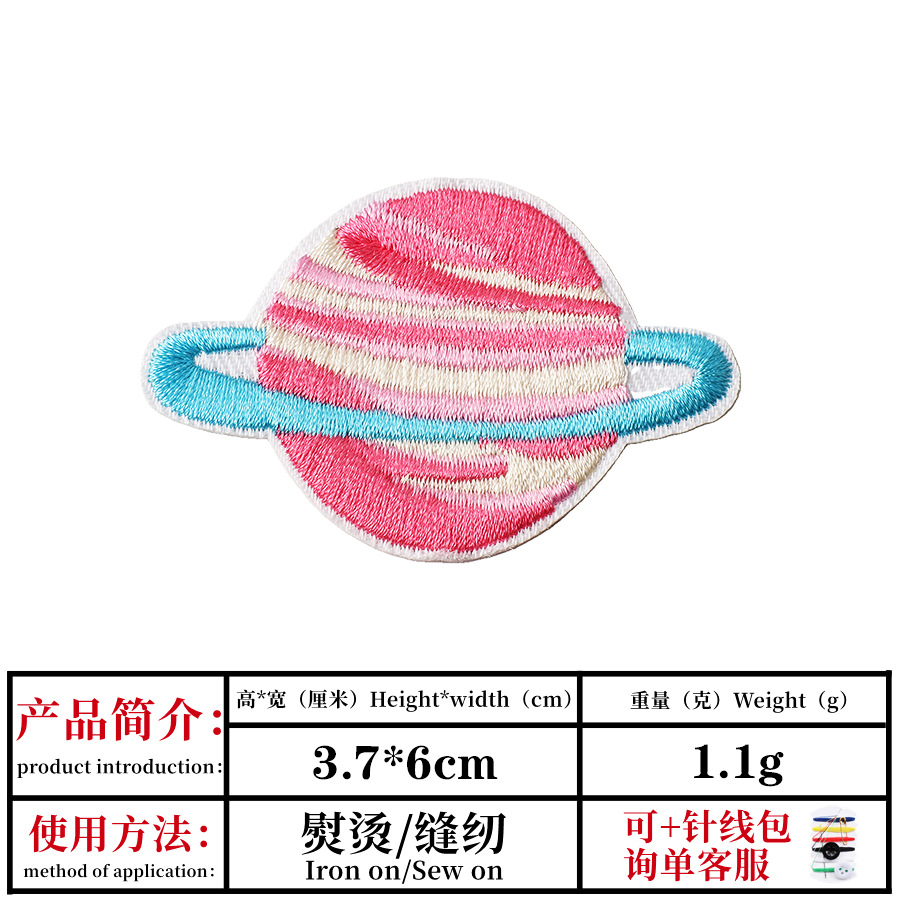 产品简介：
product introduction:
高*宽（厘米）Height*width（cm）
3.7*6cm
重量（克）Weight（g）
1.1g
使用方法：
method of application：
熨烫/缝纫
Iron on/Sew on
可+针线包
询单客服